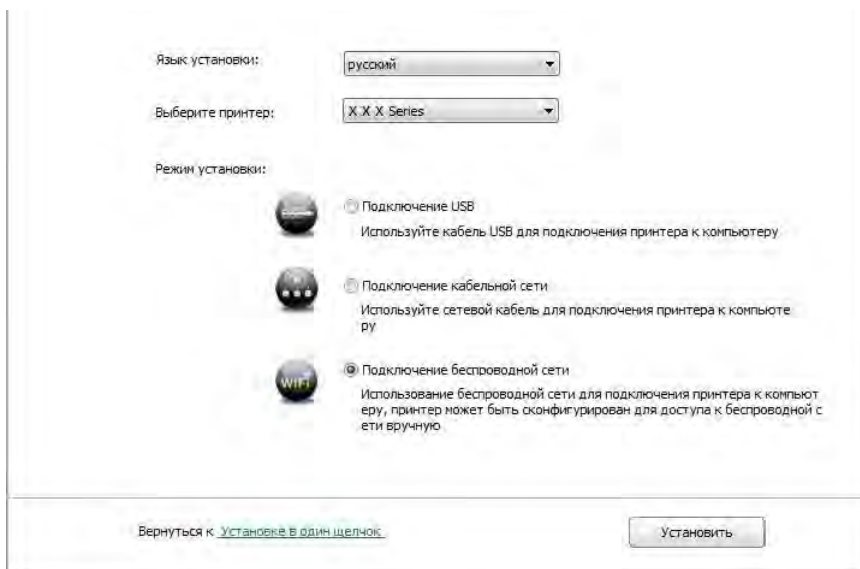 Язык установки:
русский
Выберите принтер:
X X X Series
Режим установки:
Подключение USB
Используйте кабель USB для подключения принтера к компьютеру
Подключение кабельной сети
Используйте сетевой кабель для подключения принтера к компьюте
ру
WiFi
Подключение беспроводной сети
Использование беспроводной сети для подключения принтера к компьют
еру, принтер может быть сконфигурирован для доступа к беспроводной с
ети вручную
Вернуться к Установке в один щелчок
Установить